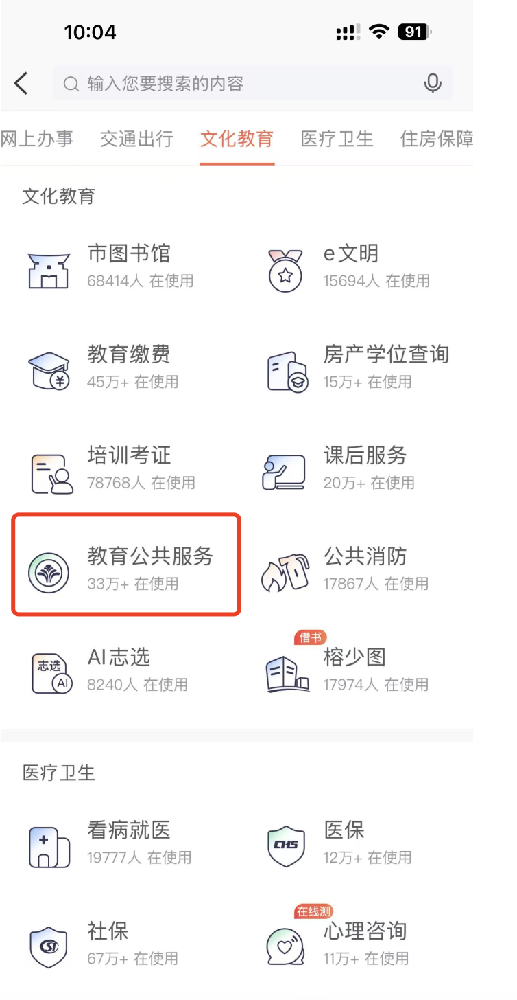 10:04
91
输入您要搜索的内容
网上办事 交通出行 文化教育 医疗卫生 住房保障
文化教育
市图书馆
68414人 在使用
e文明
15694人 在使用
教育缴费
45万+ 在使用
房产学位查询
15万+ 在使用
培训考证
78768人 在使用
课后服务
20万+ 在使用
教育公共服务
33万+ 在使用
公共消防
17867人 在使用
志选
AI
AI志选
8240人 在使用
借书
榕少图
17974人 在使用
医疗卫生
看病就医
19777人 在使用
CHS
医保
12万+ 在使用
社保
67万+ 在使用
在线测
心理咨询
11万+ 在使用